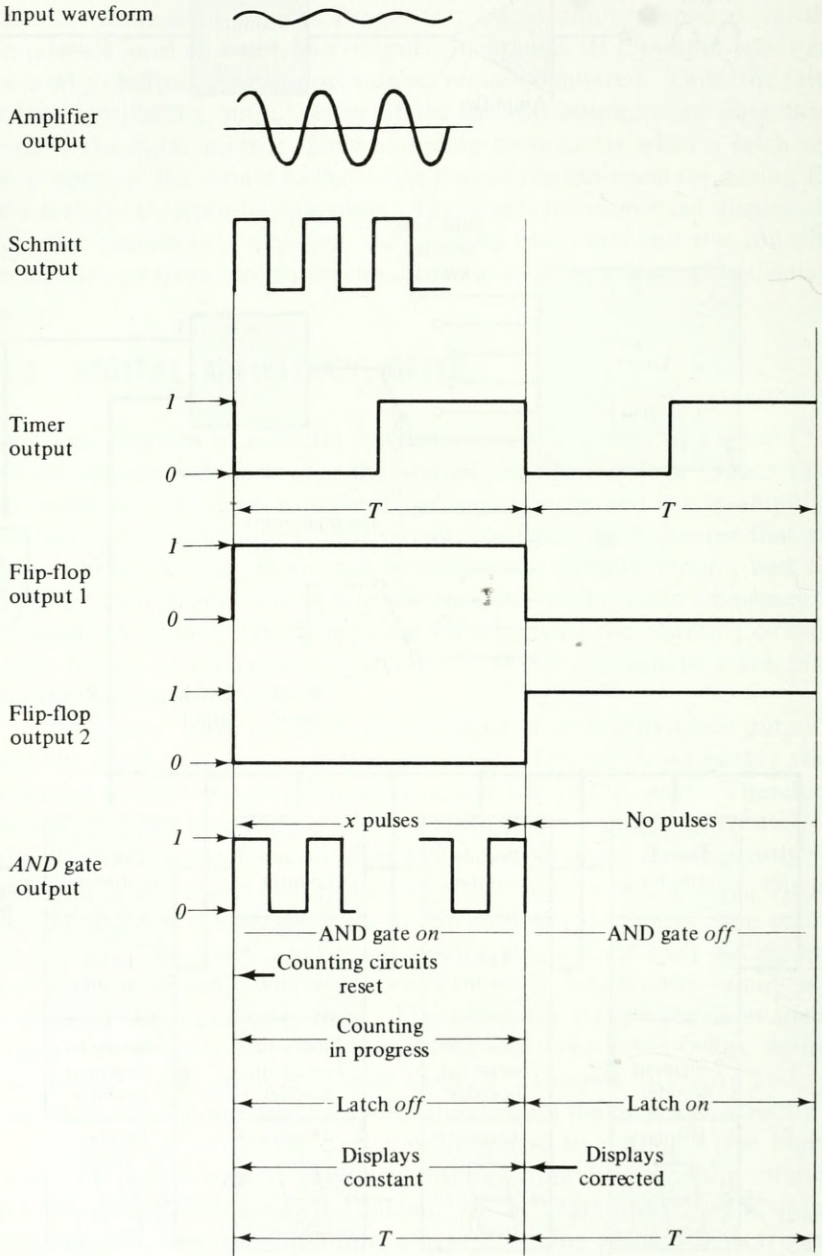 Input waveform
Amplifier
output
Schmitt
output
Timer
output
1
0
T
T
Flip-flop
output 1
1
0
Flip-flop
output 2
1
0
x pulses
No pulses
AND gate
output
1
0
AND gate on
AND gate off
Counting circuits
reset
Counting
in progress
Latch off
Latch on
Displays
constant
Displays
corrected
T
T